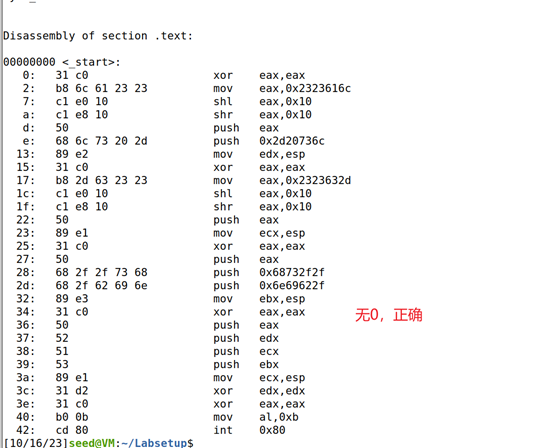 Disassembly of section .text:
00000000 <_start>:
0: 31 c0 xor eax,eax
2: b8 6c 61 23 23 mov eax,0x2323616c
7: c1 e0 10 shl eax,0x10
a: c1 e8 10 shr eax,0x10
d: 50 push eax
e: 68 6c 73 20 2d push 0x2d20736c
13: 89 e2 mov edx,esp
15: 31 c0 xor eax,eax
17: b8 2d 63 23 23 mov eax,0x2323632d
1c: c1 e0 10 shl eax,0x10
1f: c1 e8 10 shr eax,0x10
22: 50 push eax
23: 89 e1 mov ecx,esp
25: 31 c0 xor eax,eax
27: 50 push eax
28: 68 2f 2f 73 68 push 0x68732f2f
2d: 68 2f 62 69 6e push 0x6e69622f
32: 89 e3 mov ebx,esp
34: 31 c0 xor eax,eax
无0，正确
36: 50 push eax
37: 52 push edx
38: 51 push ecx
39: 53 push ebx
3a: 89 e1 mov ecx,esp
3c: 31 d2 xor edx,edx
3e: 31 c0 xor eax,eax
40: b0 0b mov al,0xb
42: cd 80 int 0x80
[10/16/23]seed@VM:~/Labsetup$